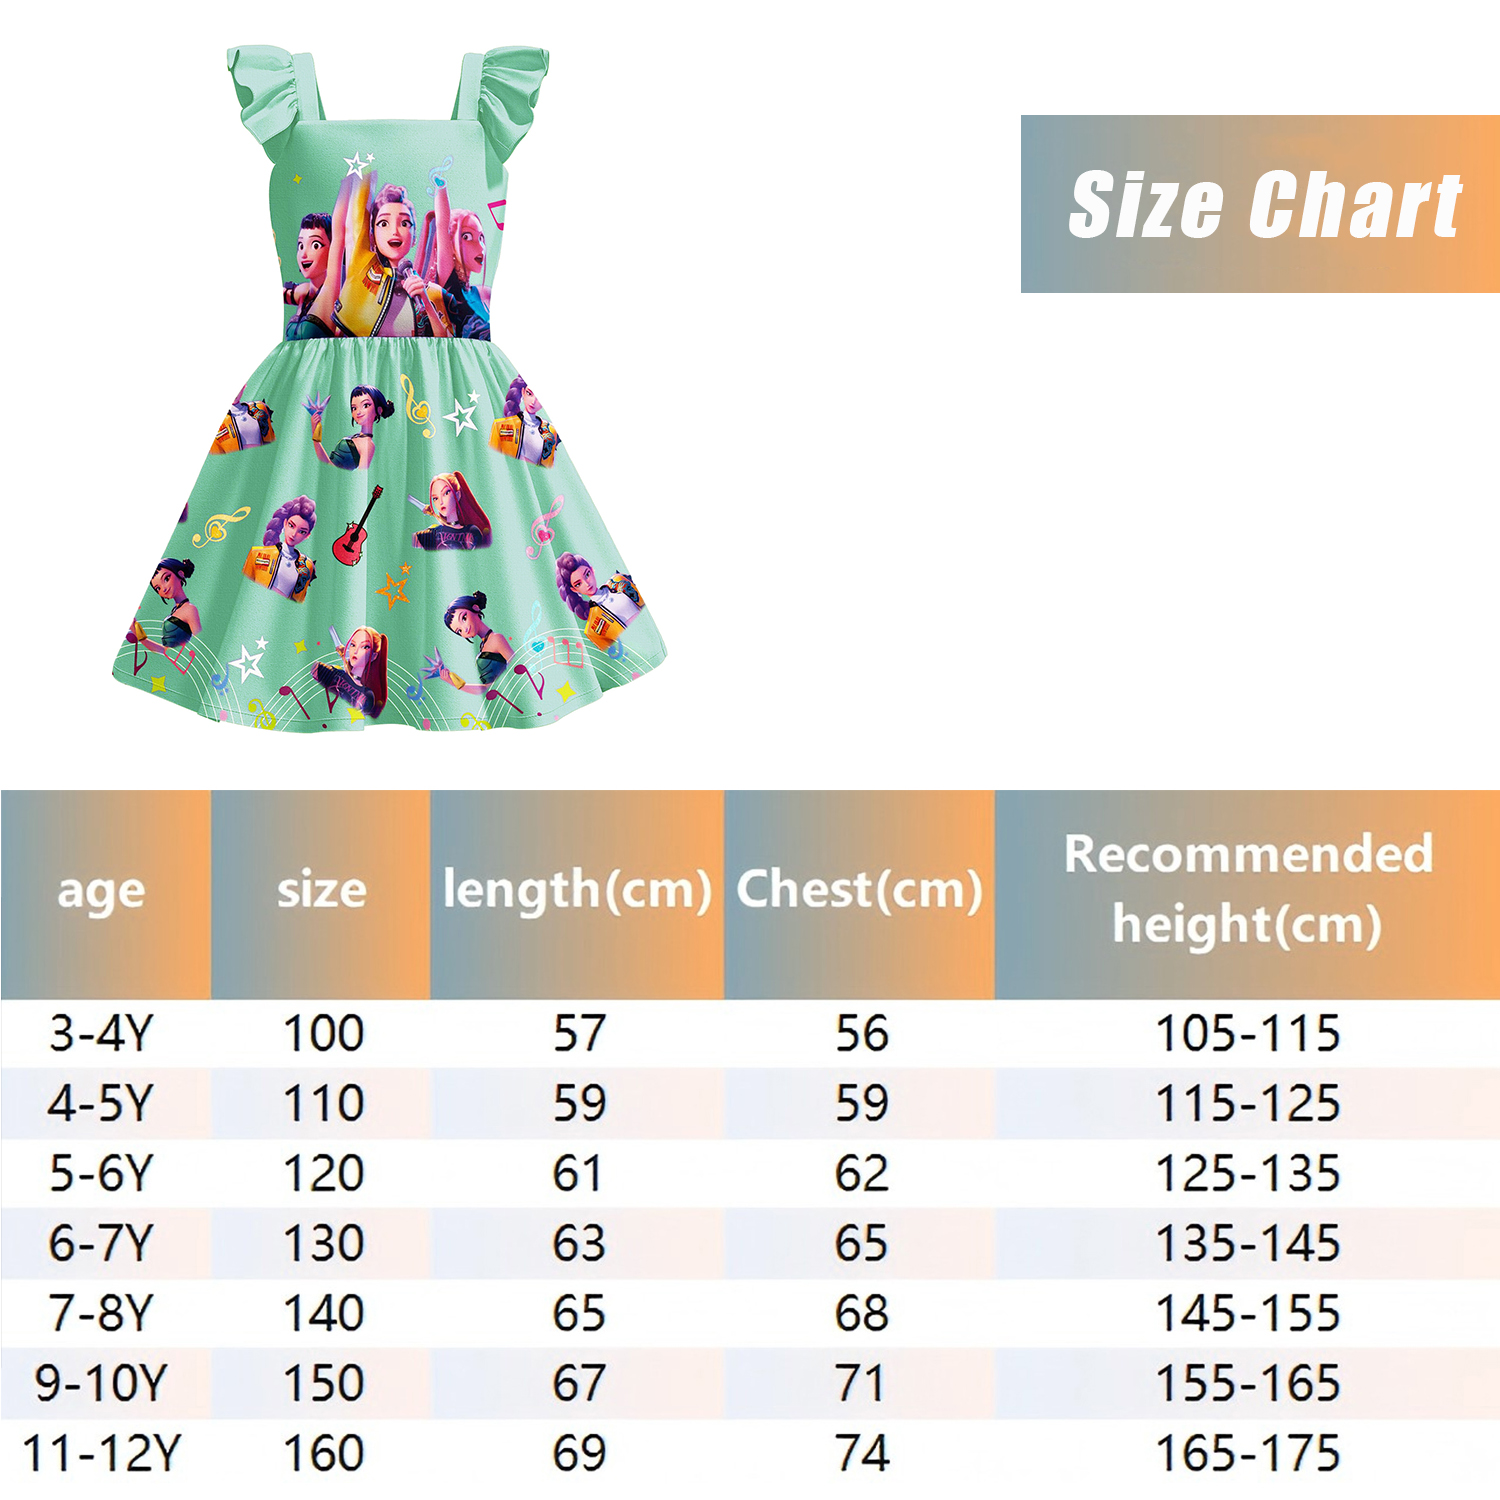 Size Chart
age size length(cm) Chest(cm) Recommended
height(cm)
3-4Y 100 57 56 105-115
4-5Y 110 59 59 115-125
5-6Y 120 61 62 125-135
6-7Y 130 63 65 135-145
7-8Y 140 65 68 145-155
9-10Y 150 67 71 155-165
11-12Y 160 69 74 165-175